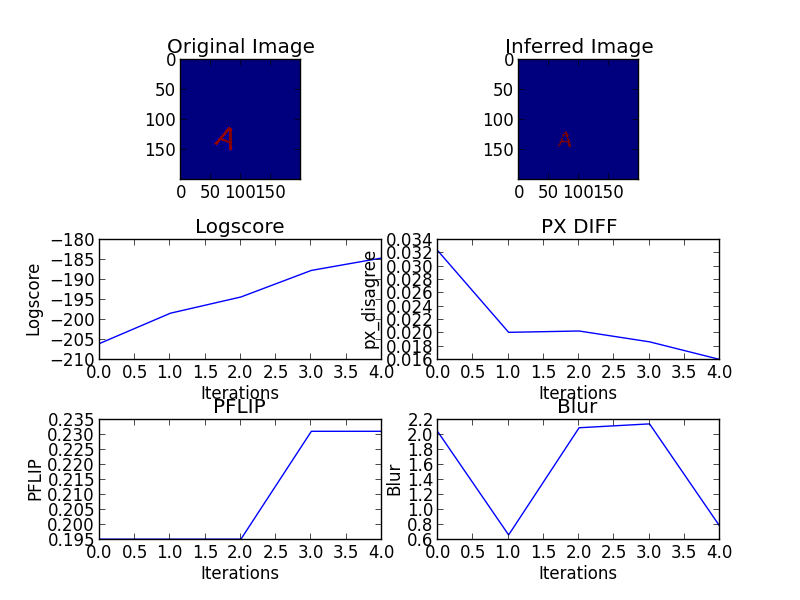 Original Image
0
50
100
150
0 50 100 150
A
Inferred Image
0
50
100
150
0 50 100 150
A
Logscore
−180
−185
−190
−195
−200
−205
−210
Logscore
0.0 0.5 1.0 1.5 2.0 2.5 3.0 3.5 4.0
Iterations
PX DIFF
0.034
0.032
0.030
0.028
0.026
0.024
0.022
0.020
0.018
0.016
px_disagree
0.0 0.5 1.0 1.5 2.0 2.5 3.0 3.5 4.0
Iterations
PFLIP
0.235
0.230
0.225
0.220
0.215
0.210
0.205
0.200
0.195
PFLIP
0.0 0.5 1.0 1.5 2.0 2.5 3.0 3.5 4.0
Iterations
Blur
2.2
2.0
1.8
1.6
1.4
1.2
1.0
0.8
0.6
Blur
0.0 0.5 1.0 1.5 2.0 2.5 3.0 3.5 4.0
Iterations